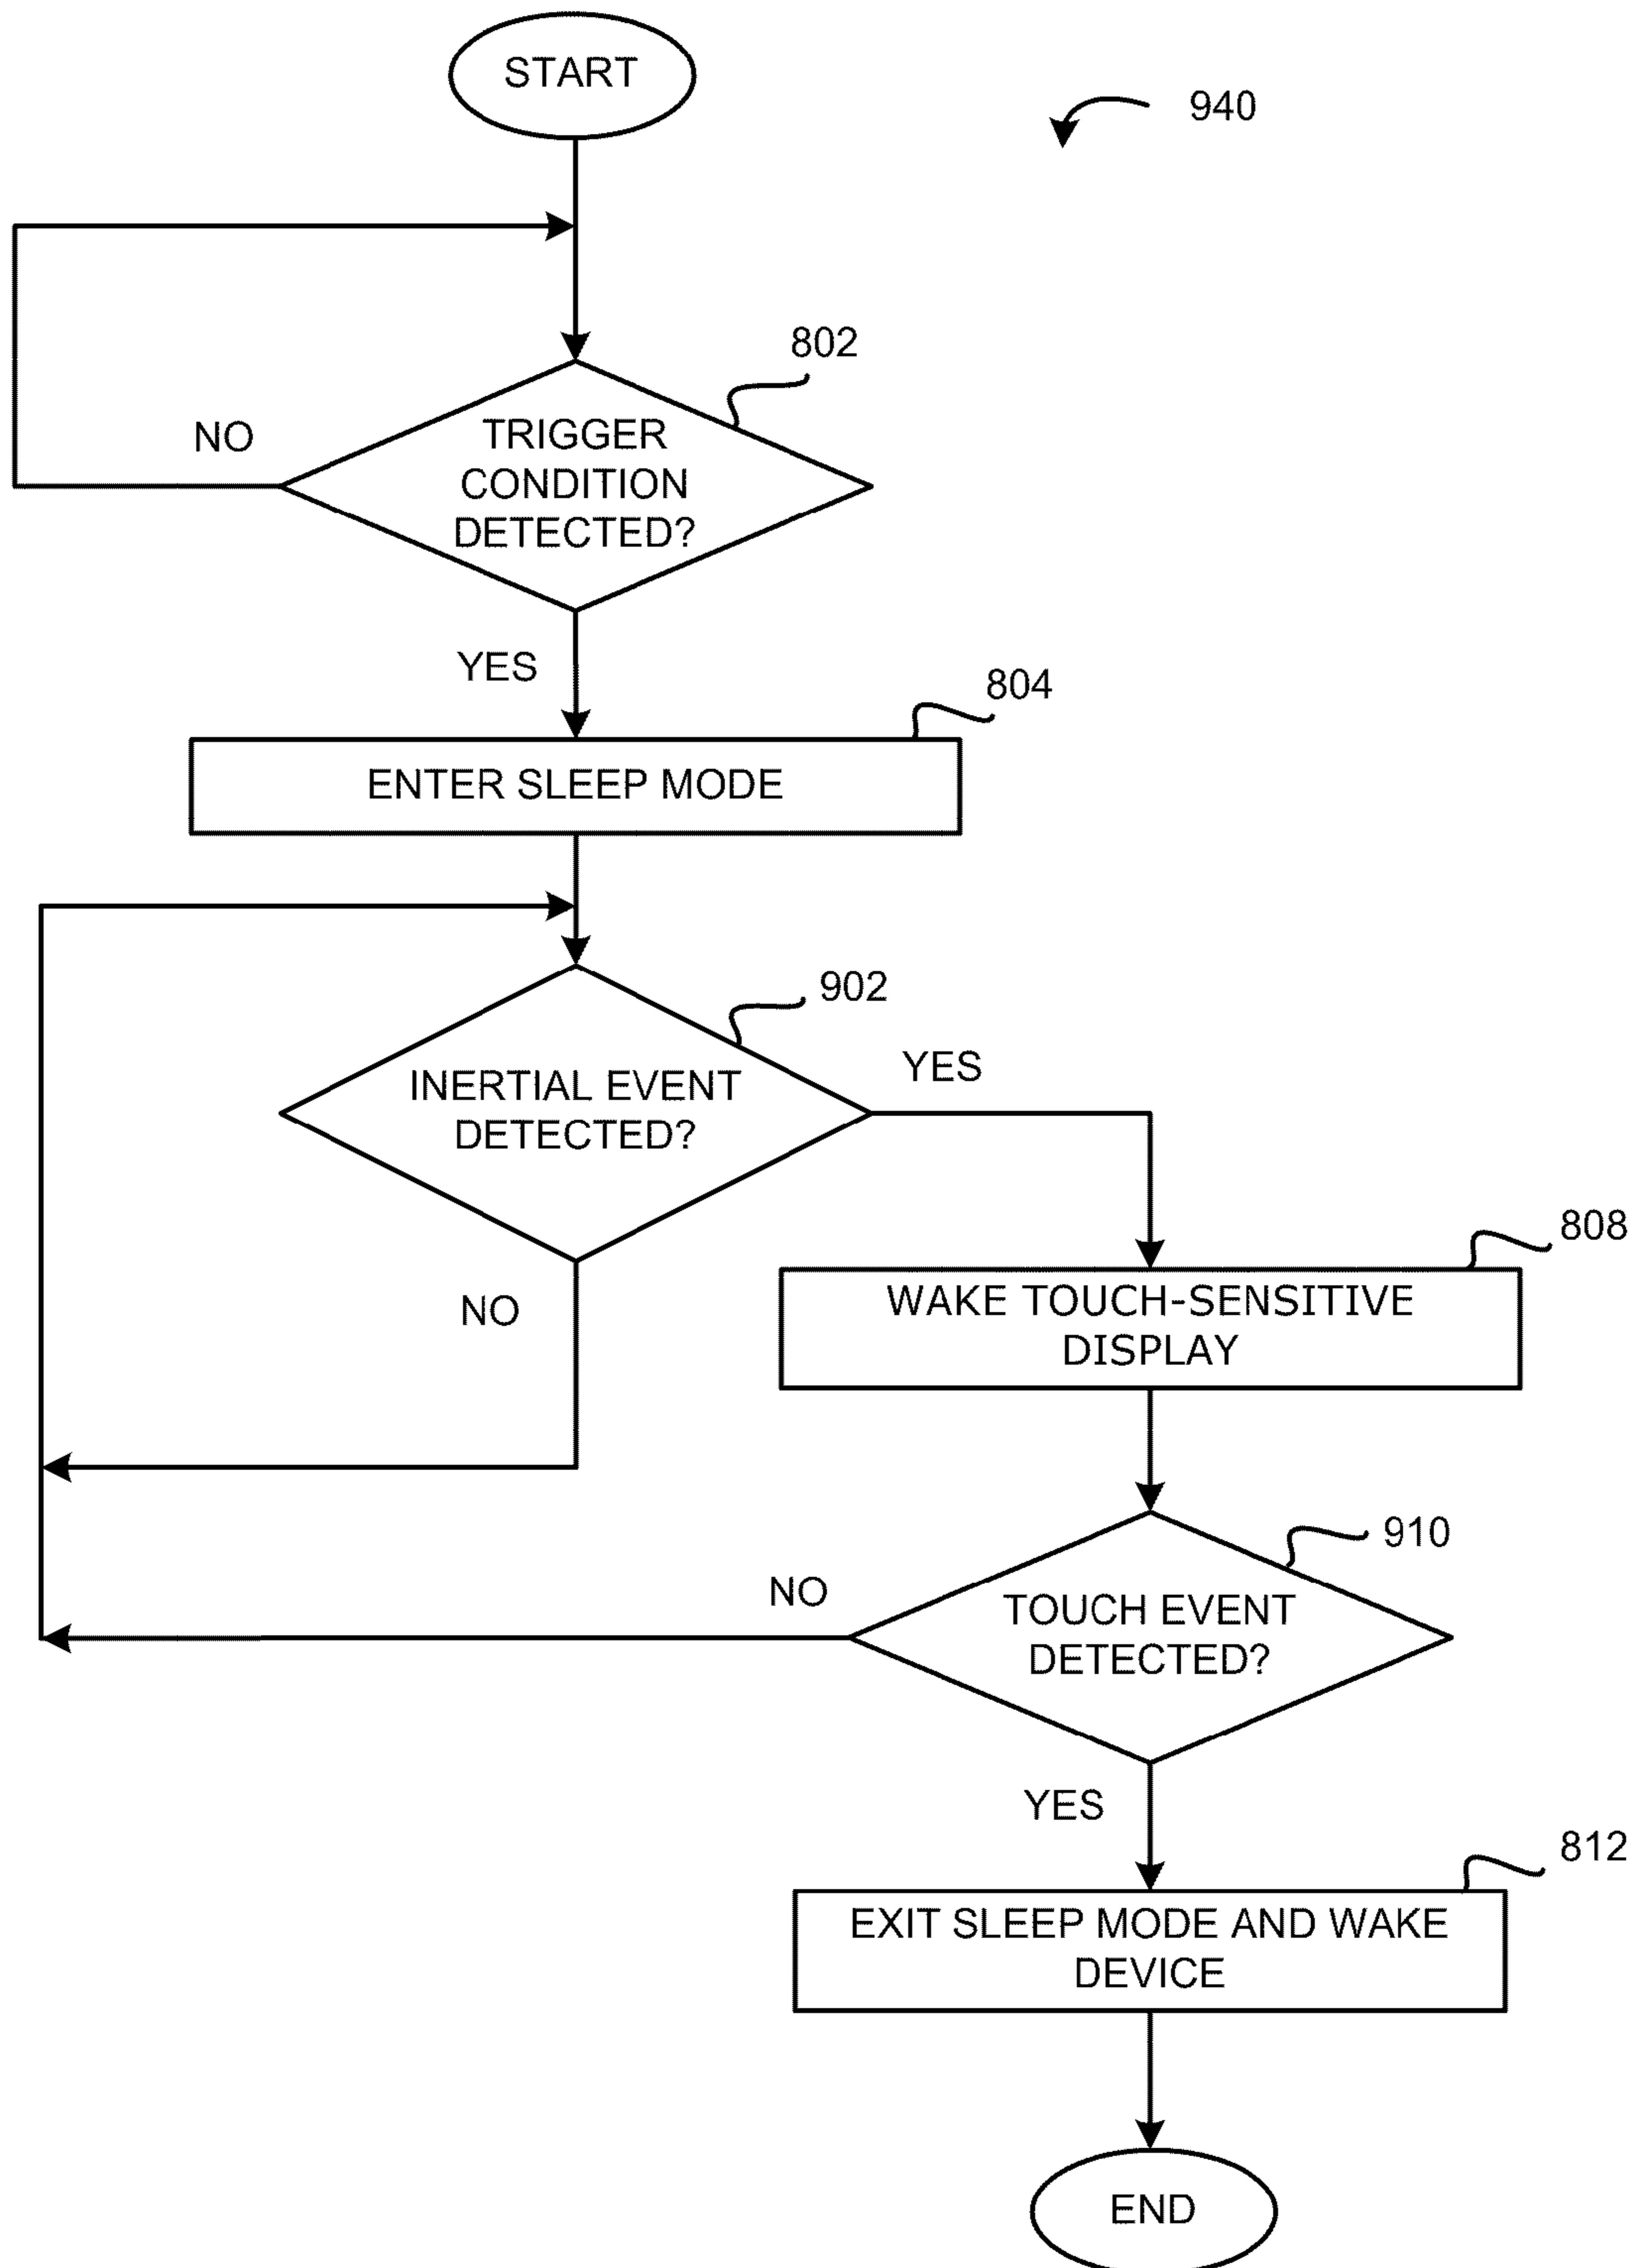 START
940
802
NO
TRIGGER
CONDITION
DETECTED?
YES
804
ENTER SLEEP MODE
902
YES
INERTIAL EVENT
DETECTED?
808
NO
WAKE TOUCH-SENSITIVE
DISPLAY
910
NO
TOUCH EVENT
DETECTED?
YES
812
EXIT SLEEP MODE AND WAKE
DEVICE
END